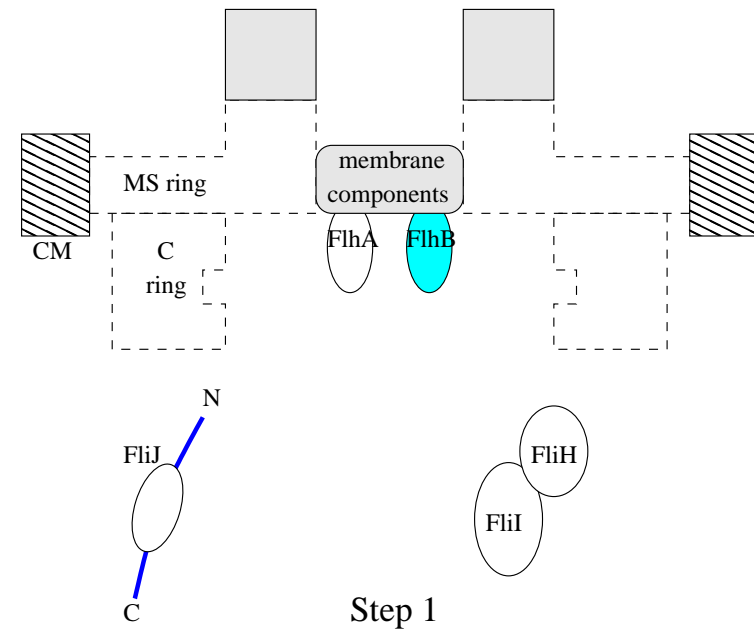 membrane
components
MS ring
FlhA
FlhB
CM
C
ring
N
FliJ
FliH
FliI
C
Step 1